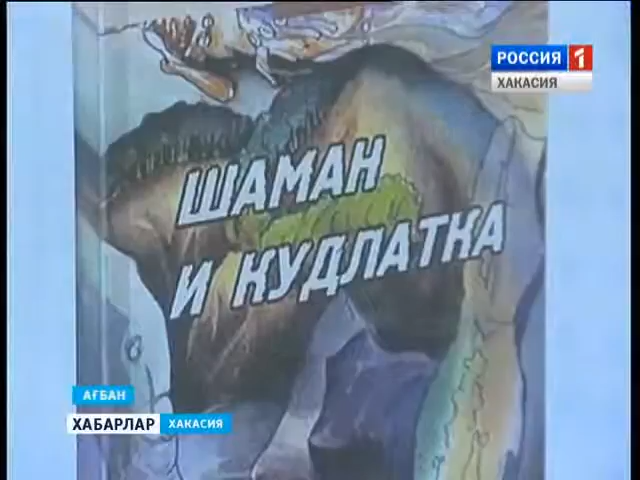 РОССИЯ 1
ХАКАСИЯ
ШАМАН
И КУДЛАТКА
АҒБАН
ХАБАРЛАР ХАКАСИЯ